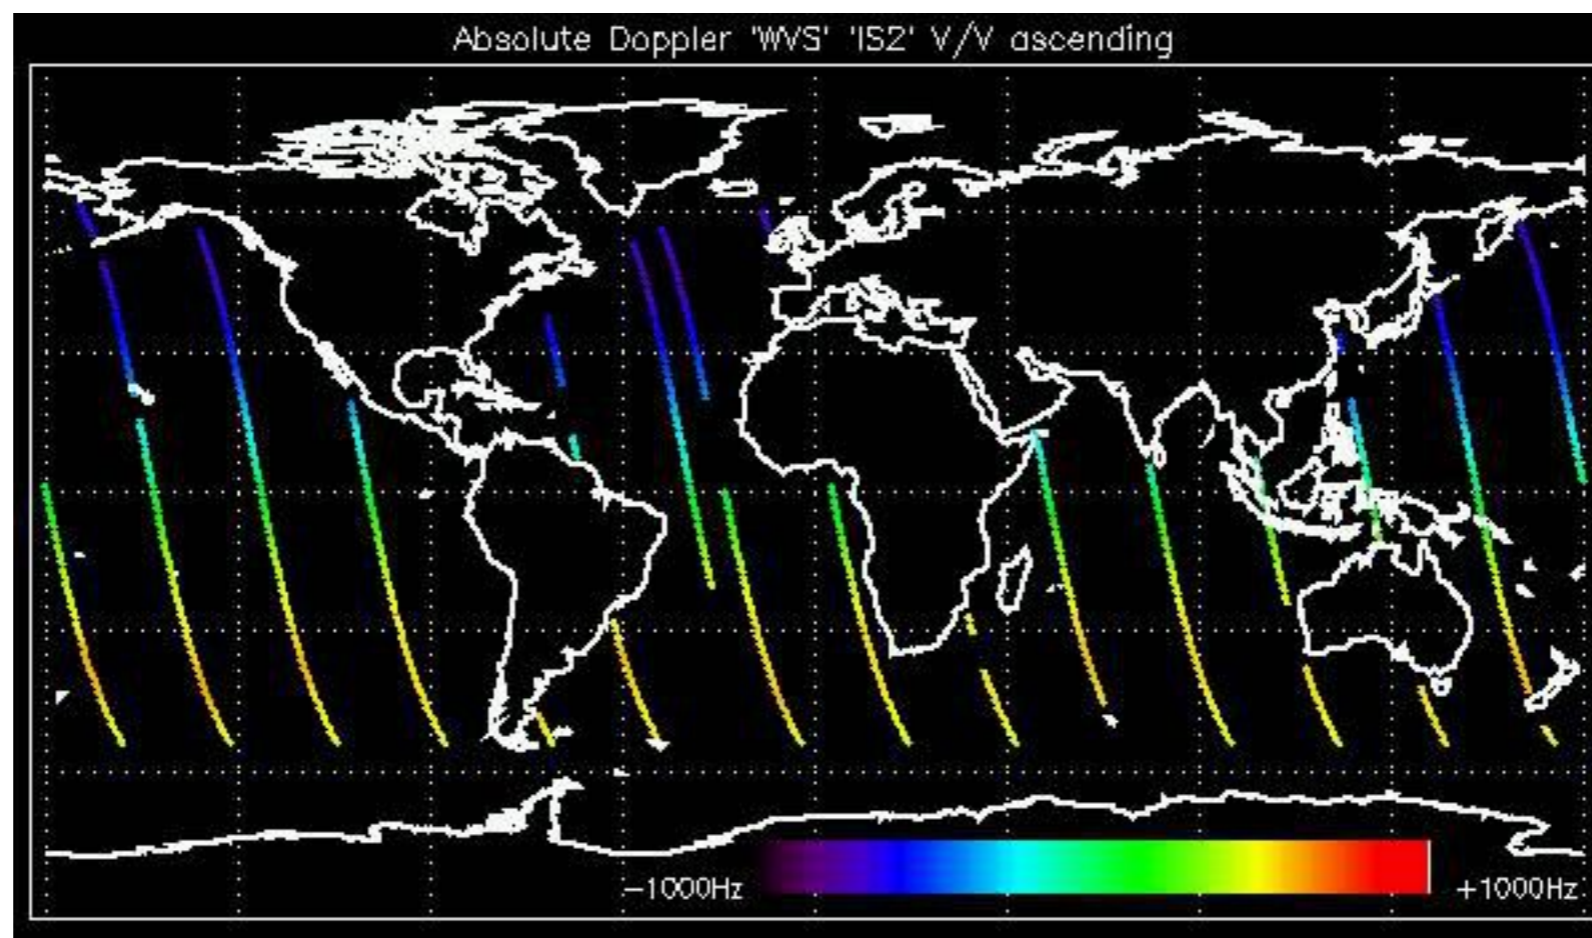 Absolute Doppler 'WVS' 'IS2' V/V ascending
−1000Hz +1000Hz